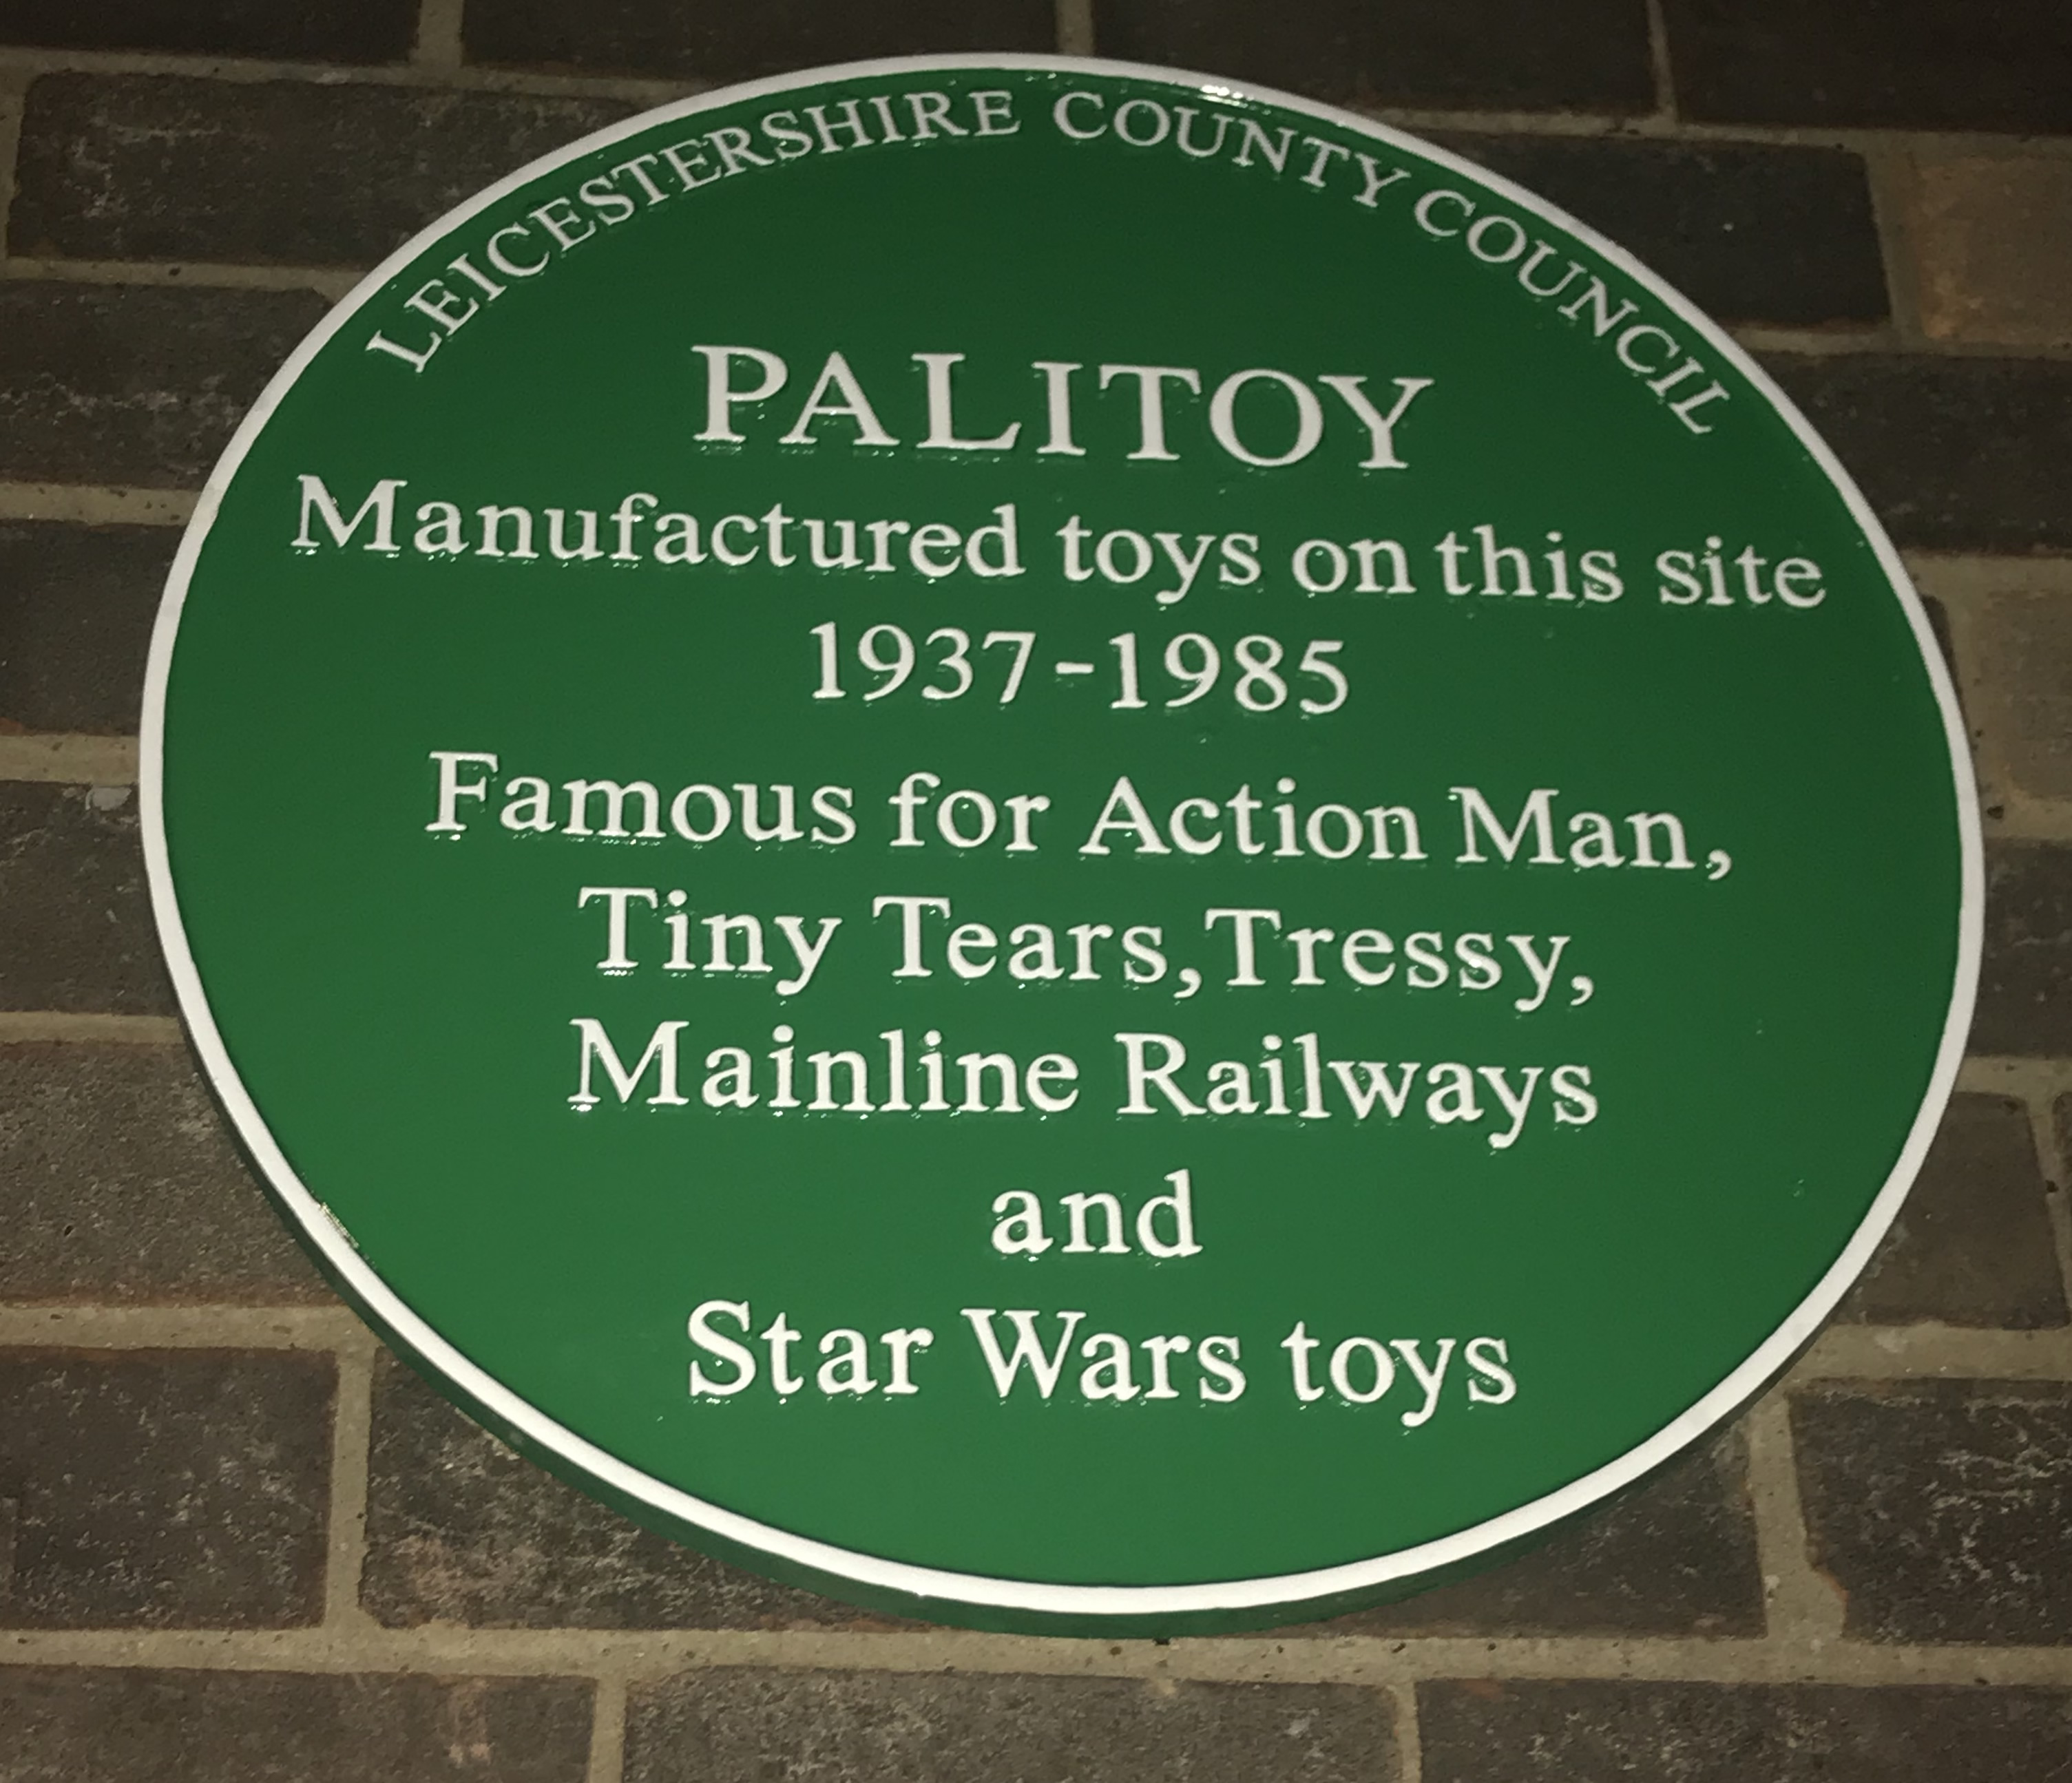 LEICESTERSHIRE COUNTY COUNCIL
PALITOY
Manufactured toys on this site
1937-1985
Famous for Action Man,
Tiny Tears,Tressy,
Mainline Railways
and
Star Wars toys